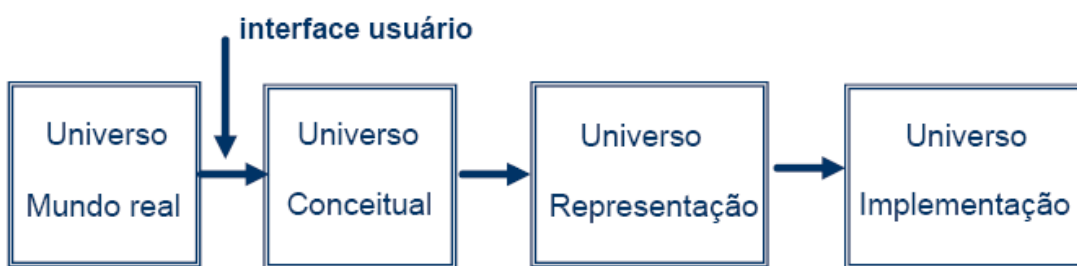 interface usuário
Universo
Mundo real
Universo
Conceitual
Universo
Representação
Universo
Implementação